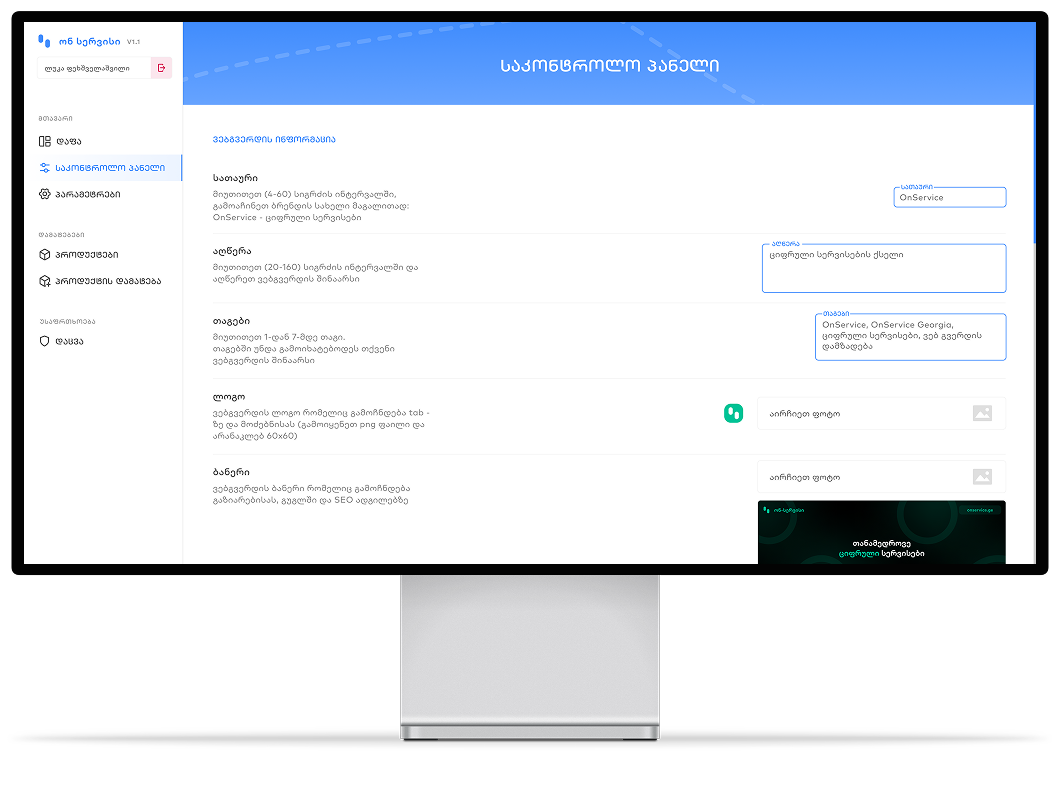 ონ სერვისი V1.1
ლუკა ფეხშველაშვილი
მთავარი
დაფა
საკონტროლო პანელი
პარამეტრები
დამატებები
პროდუქტები
პროდუქტის დამატება
უსაფრთხოება
დაცვა
საკონტროლო პანელი
ვებგვერდის ინფორმაცია
სათაური
მიუთითეთ (4-60) სიგრძის ინტერვალში,
გამოაჩინეთ ბრენდის სახელი მაგალითად:
OnService - ციფრული სერვისები
სათაური
OnService
აღწერა
მიუთითეთ (20-160) სიგრძის ინტერვალში და
აღწერეთ ვებგვერდის შინაარსი
აღწერა
ციფრული სერვისების ქსელი
თაგები
მიუთითეთ 1-დან 7-მდე თაგი.
თაგებში უნდა გამოიხატებოდეს თქვენი
ვებგვერდის შინაარსი
თაგები
OnService, OnService Georgia,
ციფრული სერვისები, ვებ გვერდის
დამზადება
ლოგო
ვებგვერდის ლოგო რომელიც გამოჩნდება tab -
ზე და მოძებნისას (გამოიყენეთ png ფაილი და
არანაკლებ 60x60)
აირჩიეთ ფოტო
ბანერი
ვებგვერდის ბანერი რომელიც გამოჩნდება
გაზიარებისას, გუგლში და SEO ადგილებზე
აირჩიეთ ფოტო
ონ-სერვისი
onservice.ge
თანამედროვე
ციფრული სერვისები